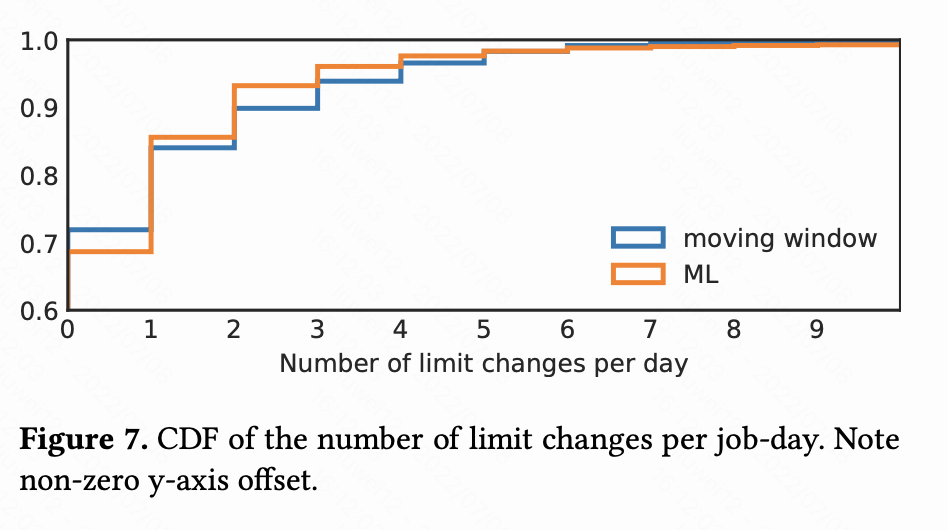 1.0
0.9
0.8
0.7
0.6
0 1 2 3 4 5 6 7 8 9
moving window
ML
Number of limit changes per day
Figure 7. CDF of the number of limit changes per job-day. Note
non-zero y-axis offset.